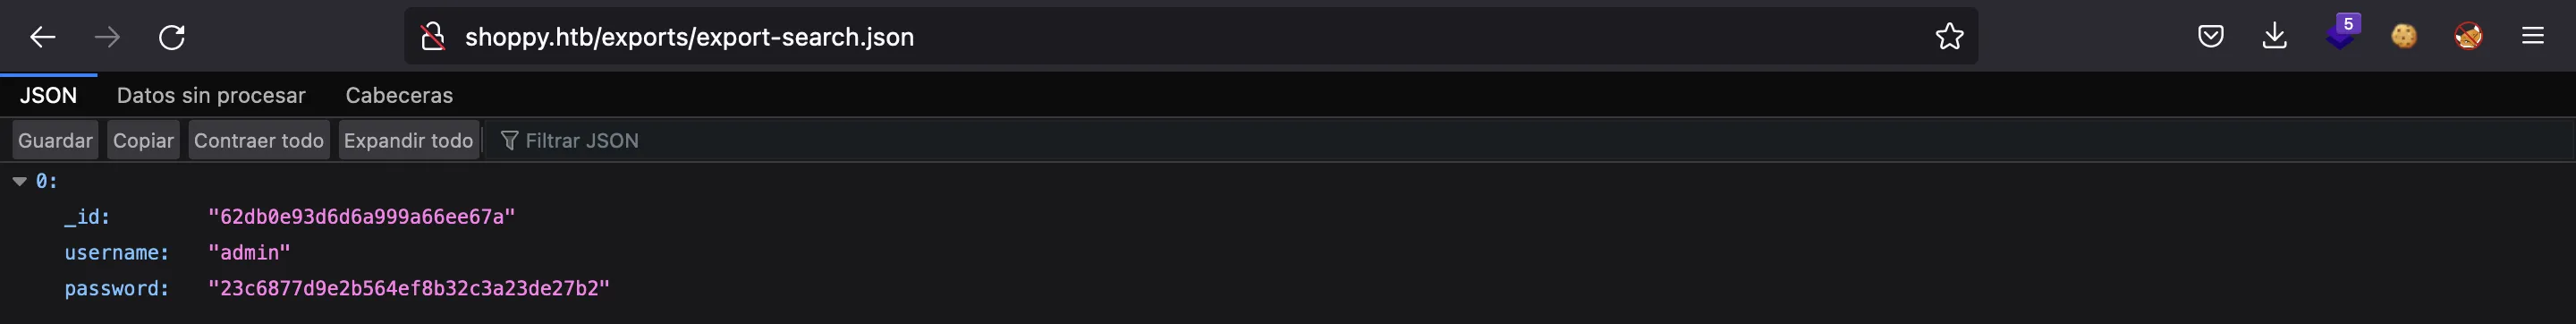 shoppy.htb/exports/export-search.json
5
JSON Datos sin procesar Cabeceras
Guardar Copiar Contraer todo Expandir todo Filtrar JSON
0:
_id: "62db0e93d6d6a999a66ee67a"
username: "admin"
password: "23c6877d9e2b564ef8b32c3a23de27b2"